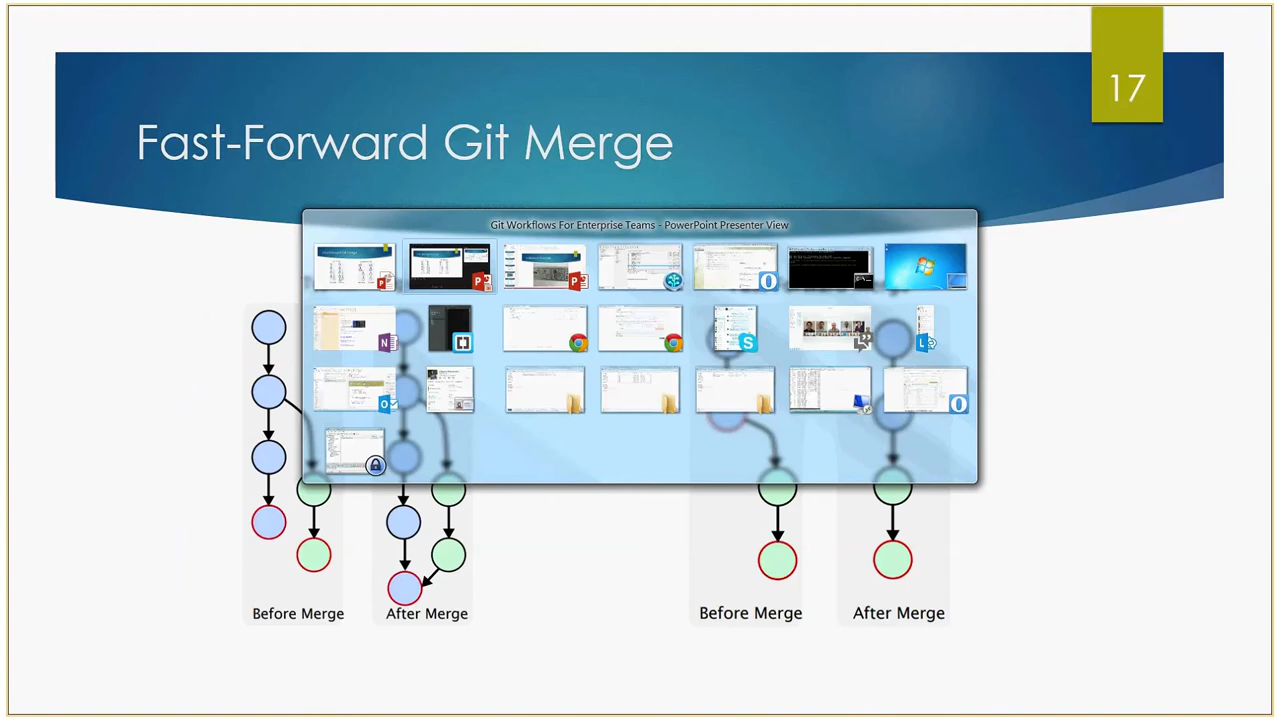 17
Fast-Forward Git Merge
Git Workflows For Enterprise Teams - PowerPoint Presenter View
Before Merge
After Merge
Before Merge
After Merge